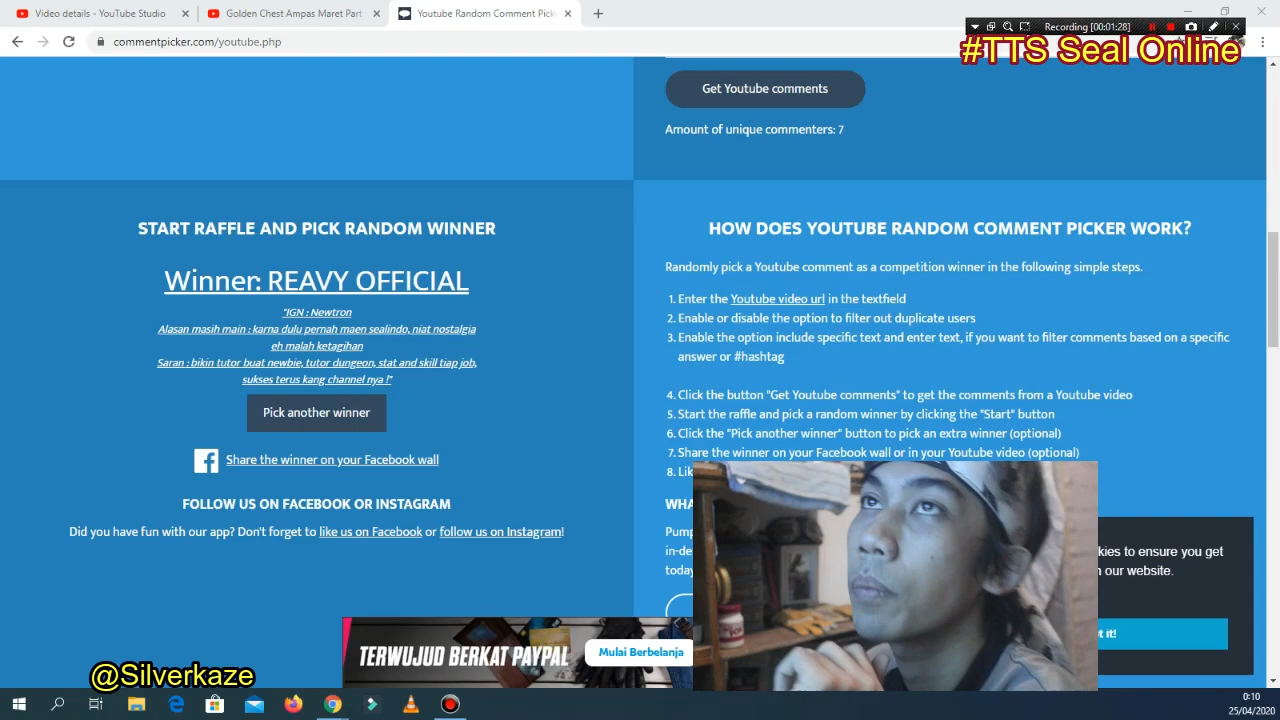 Video details - YouTube Studio
Golden Chest Ampas Maret Part
Youtube Random Comment Pick
Recording [00:01:28]
commentpicker.com/youtube.php
#TTS Seal Online
Get Youtube comments
Amount of unique commenters: 7
START RAFFLE AND PICK RANDOM WINNER
Winner: REAVY OFFICIAL
"IGN : Newtron
Alasan masih main : karna dulu pernah maen sealindo, niat nostalgia
eh malah ketagihan
Saran : bikin tutor buat newbie, tutor dungeon, stat and skill tiap job,
sukses terus kang channel nya !"
Pick another winner
Share the winner on your Facebook wall
FOLLOW US ON FACEBOOK OR INSTAGRAM
Did you have fun with our app? Don't forget to like us on Facebook or follow us on Instagram!
HOW DOES YOUTUBE RANDOM COMMENT PICKER WORK?
Randomly pick a Youtube comment as a competition winner in the following simple steps.
1. Enter the Youtube video url in the textfield
2. Enable or disable the option to filter out duplicate users
3. Enable the option include specific text and enter text, if you want to filter comments based on a specific
answer or #hashtag
4. Click the button "Get Youtube comments" to get the comments from a Youtube video
5. Start the raffle and pick a random winner by clicking the "Start" button
6. Click the "Pick another winner" button to pick an extra winner (optional)
7. Share the winner on your Facebook wall or in your Youtube video (optional)
8. Lik
WHA
Pump
in-de
today
kies to ensure you get
n our website.
t it!
TERWUJUD BERKAT PAYPAL
Mulai Berbelanja
@Silverkaze
0:10
25/04/2020